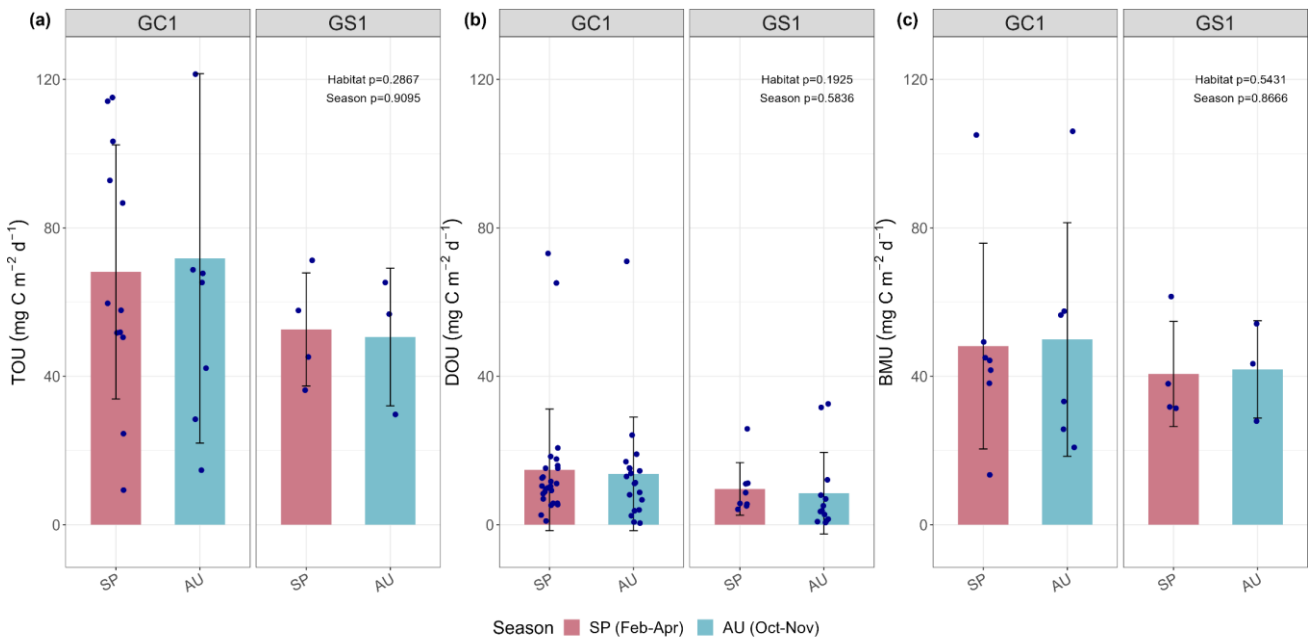 (a)
GC1
GS1
Habitat p=0.2867
Season p=0.9095
TOU (mg C m⁻² d⁻¹)
120
80
40
0
SP
AU
SP
AU
(b)
GC1
GS1
Habitat p=0.1925
Season p=0.5836
DOU (mg C m⁻² d⁻¹)
120
80
40
0
SP
AU
SP
AU
(c)
GC1
GS1
Habitat p=0.5431
Season p=0.8666
BMU (mg C m⁻² d⁻¹)
120
80
40
0
SP
AU
SP
AU
Season SP (Feb-Apr) AU (Oct-Nov)